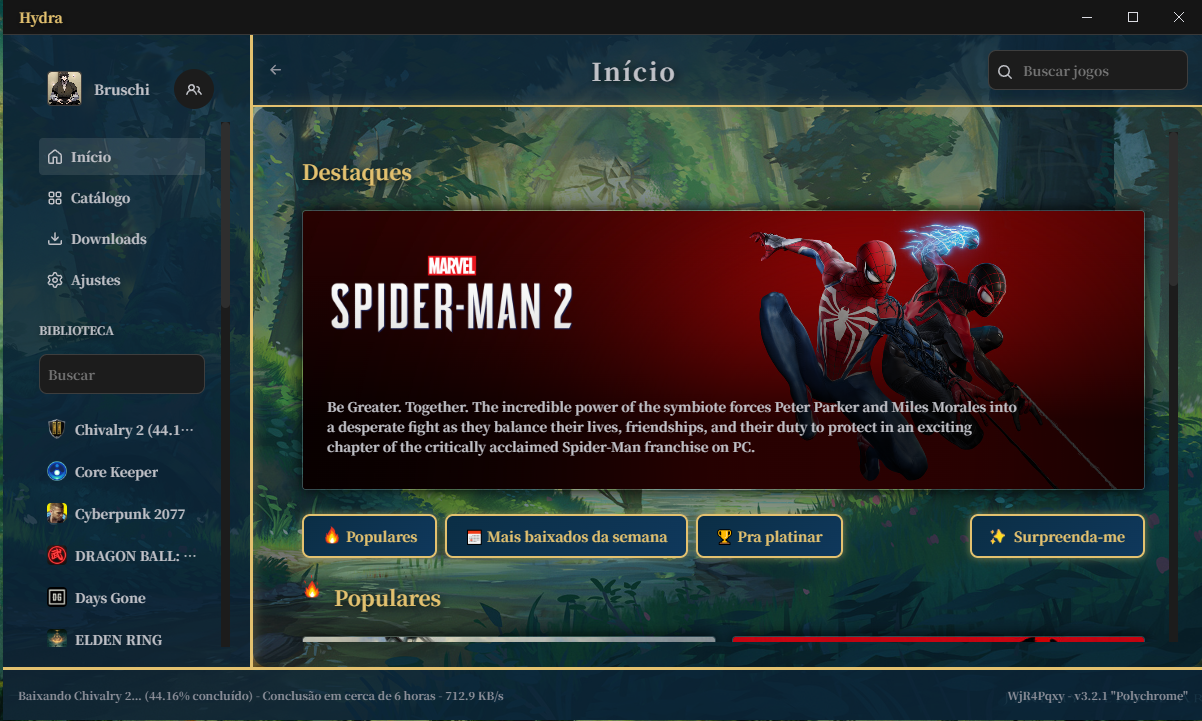 Hydra
Bruschi
Início
Catálogo
Downloads
Ajustes
BIBLIOTECA
Buscar
Chivalry 2 (44.1···
Core Keeper
Cyberpunk 2077
DRAGON BALL: ···
DG
Days Gone
ELDEN RING
Início
Buscar jogos
Destaques
MARVEL
SPIDER-MAN 2
Be Greater. Together. The incredible power of the symbiote forces Peter Parker and Miles Morales into
a desperate fight as they balance their lives, friendships, and their duty to protect in an exciting
chapter of the critically acclaimed Spider-Man franchise on PC.
🔥 Populares
Mais baixados da semana
🏆 Pra platinar
✨ Surpreenda-me
🔥 Populares
Baixando Chivalry 2... (44.16% concluído) - Conclusão em cerca de 6 horas - 712.9 KB/s
WjR4Pqxy - v3.2.1 "Polychrome"